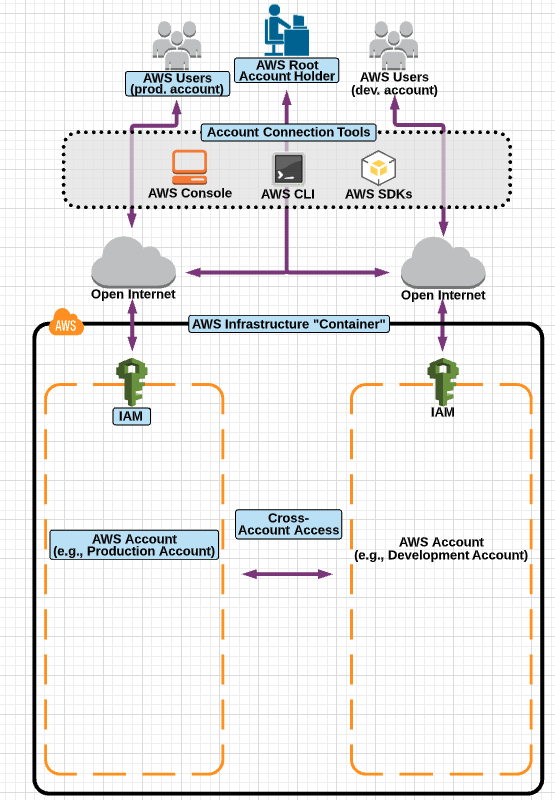 AWS Users
(prod. account)
AWS Root
Account Holder
AWS Users
(dev. account)
Account Connection Tools
AWS Console
AWS CLI
AWS SDKs
Open Internet
Open Internet
AWS
AWS Infrastructure "Container"
IAM
IAM
Cross-
Account Access
AWS Account
(e.g., Production Account)
AWS Account
(e.g., Development Account)